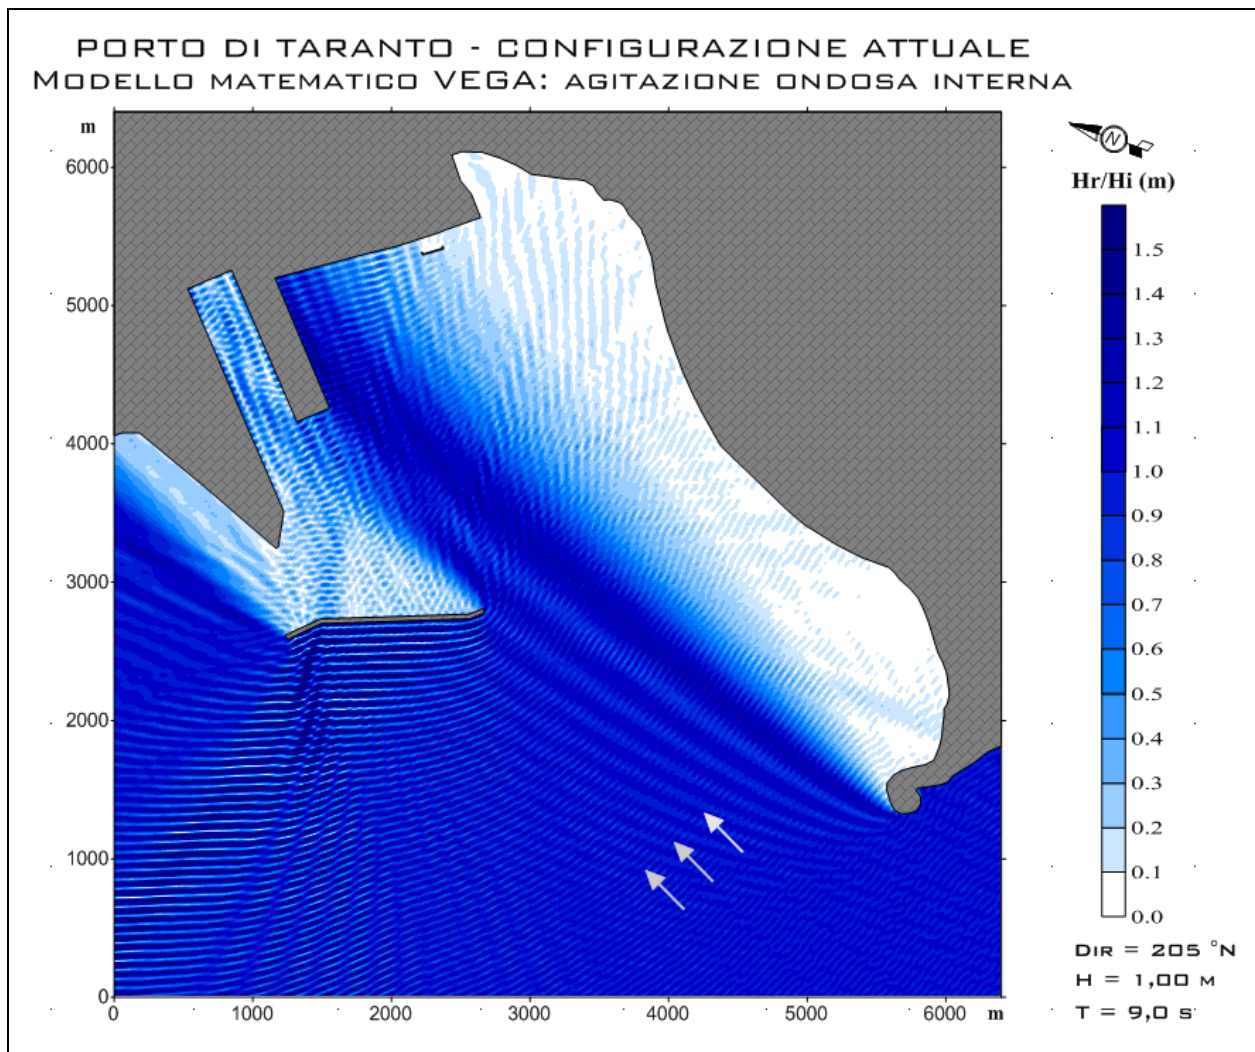 PORTO DI TARANTO - CONFIGURAZIONE ATTUALE
MODELLO MATEMATICO VEGA: AGITAZIONE ONDOSA INTERNA
m
6000
5000
4000
3000
2000
1000
0
0 1000 2000 3000 4000 5000 m 6000
N
Hr/Hi (m)
1.5
1.4
1.3
1.2
1.1
1.0
0.9
0.8
0.7
0.6
0.5
0.4
0.3
0.2
0.1
0.0
DIR = 205 °N
H = 1,00 M
T = 9,0 S